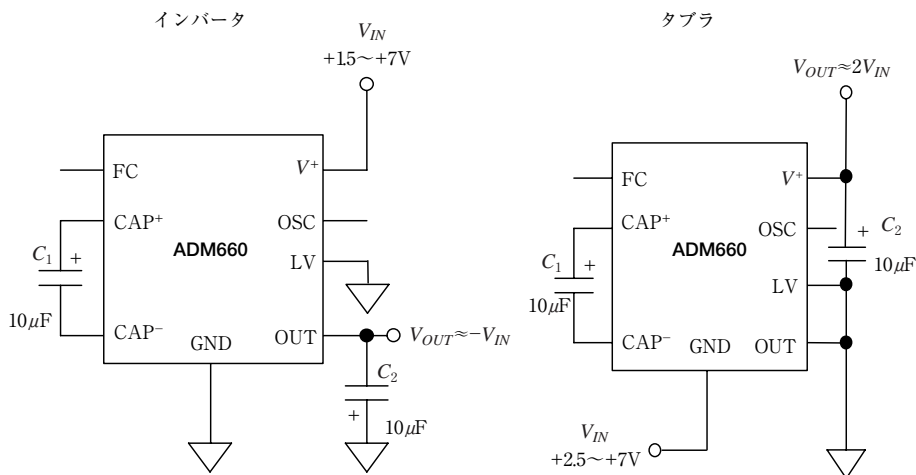 インバータ
V_IN
+1.5～+7V
FC
V⁺
CAP⁺
OSC
ADM660
C₁
+
LV
10μF
CAP⁻
GND
OUT
V_OUT≈−V_IN
C₂
+
10μF
タブラ
V_OUT≈2V_IN
FC
V⁺
CAP⁺
OSC
+
C₂
ADM660
C₁
+
10μF
LV
10μF
CAP⁻
GND
OUT
V_IN
+2.5～+7V